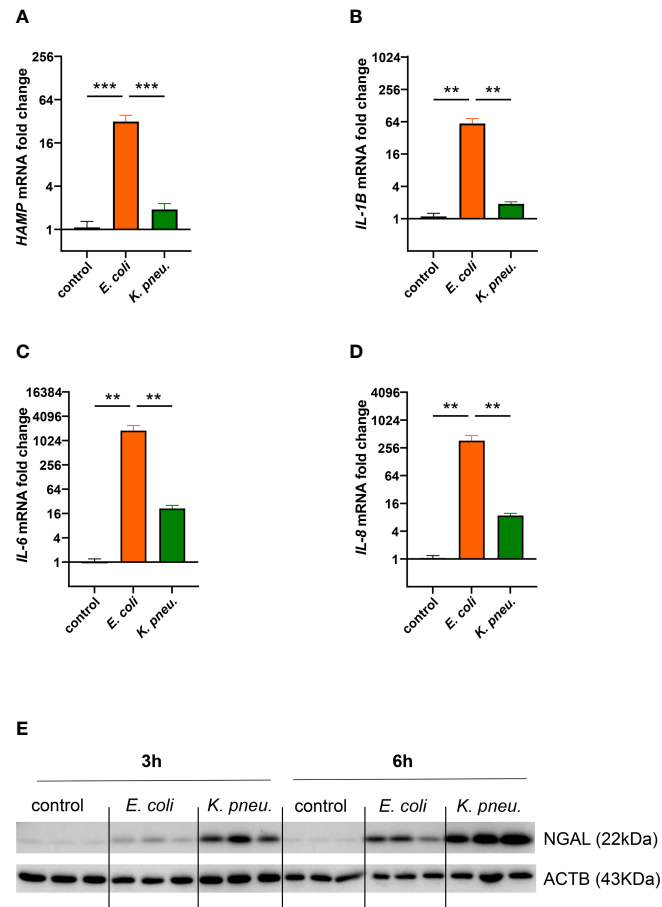 A
HAMP mRNA fold change
256
64
16
4
1
*** ***
control
E. coli
K. pneu.
B
IL-1B mRNA fold change
1024
256
64
16
4
1
** **
control
E. coli
K. pneu.
C
IL-6 mRNA fold change
16384
4096
1024
256
64
16
4
1
** **
control
E. coli
K. pneu.
D
IL-8 mRNA fold change
4096
1024
256
64
16
4
1
** **
control
E. coli
K. pneu.
E
3h 6h
control E. coli K. pneu. control E. coli K. pneu.
NGAL (22kDa)
ACTB (43KDa)